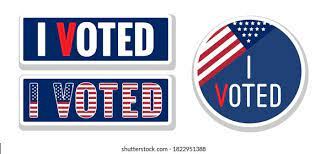 I VOTED
I VOTED
I
VOTED
shutterstock.com · 1822951388